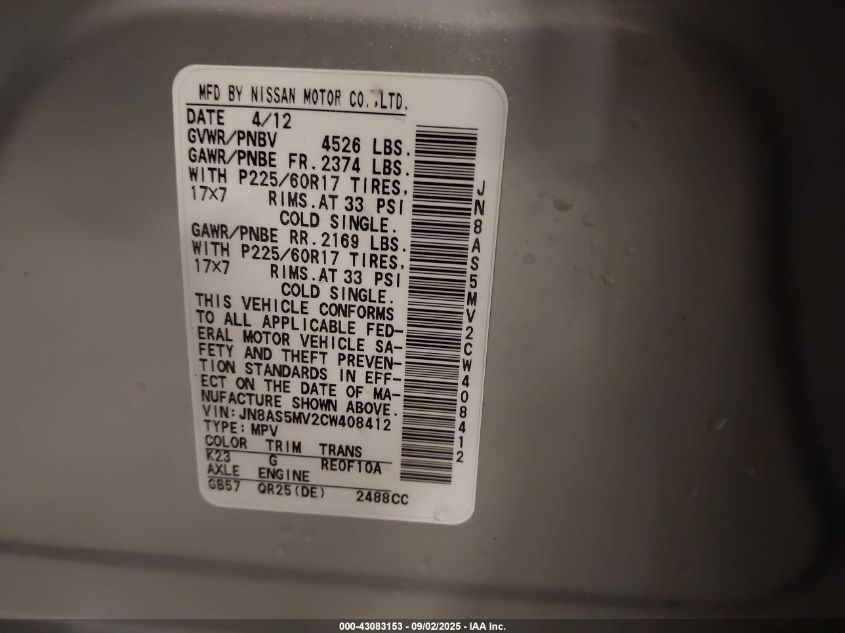 MFD BY NISSAN MOTOR CO.,LTD.
DATE 4/12
GVWR/PNBV 4526 LBS.
GAWR/PNBE FR. 2374 LBS.
WITH P225/60R17 TIRES,
17×7 RIMS.AT 33 PSI
COLD SINGLE.
GAWR/PNBE RR. 2169 LBS.
WITH P225/60R17 TIRES,
17×7 RIMS.AT 33 PSI
COLD SINGLE.
THIS VEHICLE CONFORMS
TO ALL APPLICABLE FED-
ERAL MOTOR VEHICLE SA-
FETY AND THEFT PREVEN-
TION STANDARDS IN EFF-
ECT ON THE DATE OF MA-
NUFACTURE SHOWN ABOVE.
VIN:JN8AS5MV2CW408412
TYPE:MPV
COLOR TRIM TRANS
K23 G RE0F10A
AXLE ENGINE
GB57 QR25(DE) 2488CC
JN8AS5MV2CW408412
000-43083153 - 09/02/2025 - IAA Inc.